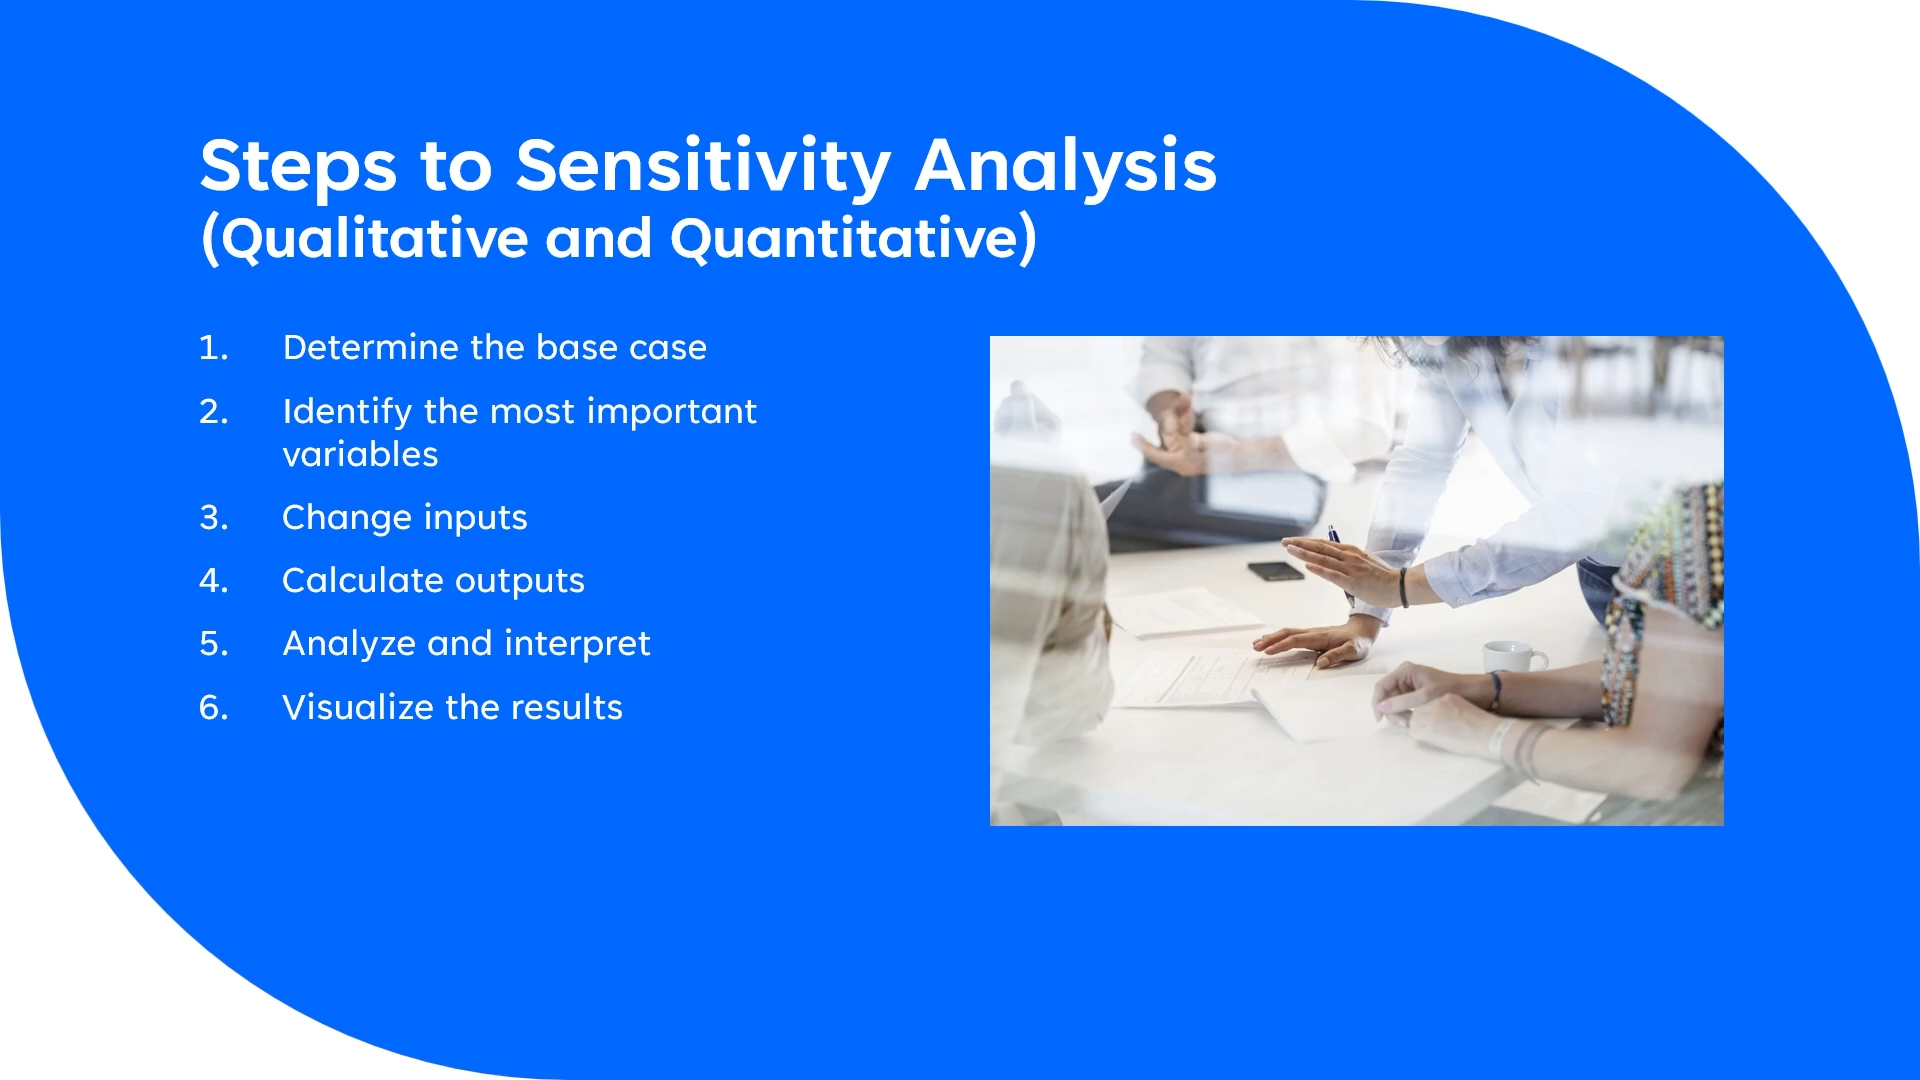 Steps to Sensitivity Analysis
(Qualitative and Quantitative)
1. Determine the base case
2. Identify the most important
variables
3. Change inputs
4. Calculate outputs
5. Analyze and interpret
6. Visualize the results